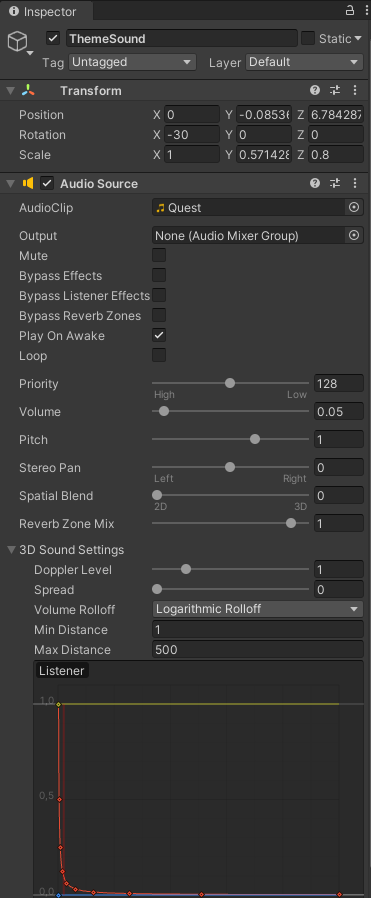 Inspector
ThemeSound Static
Tag Untagged Layer Default
Transform
Position X 0 Y -0.0853 Z 6.784287
Rotation X -30 Y 0 Z 0
Scale X 1 Y 0.571428 Z 0.8
Audio Source
AudioClip Quest
Output None (Audio Mixer Group)
Mute
Bypass Effects
Bypass Listener Effects
Bypass Reverb Zones
Play On Awake
Loop
Priority 128
High Low
Volume 0.05
Pitch 1
Stereo Pan 0
Left Right
Spatial Blend 0
2D 3D
Reverb Zone Mix 1
3D Sound Settings
Doppler Level 1
Spread 0
Volume Rolloff Logarithmic Rolloff
Min Distance 1
Max Distance 500
Listener
1,0
0,5
0,0